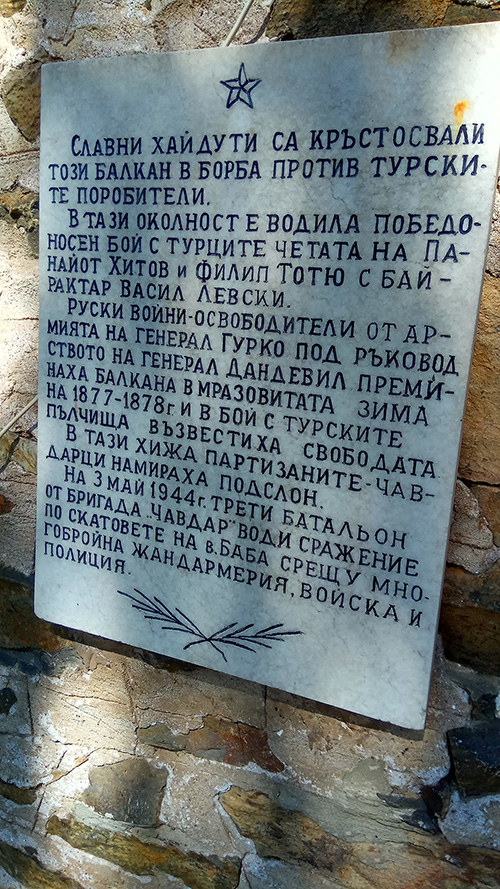 СЛАВНИ ХАЙДУТИ СА КРЪСТОСВАЛИ
ТОЗИ БАЛКАН В БОРБА ПРОТИВ ТУРСКИ-
ТЕ ПОРОБИТЕЛИ.
В ТАЗИ ОКОЛНОСТ Е ВОДИЛА ПОБЕДО-
НОСЕН БОЙ С ТУРЦИТЕ ЧЕТАТА НА ПА-
НАЙОТ ХИТОВ И ФИЛИП ТОТЮ С БАЙ-
РАКТАР ВАСИЛ ЛЕВСКИ.
РУСКИ ВОЙНИ-ОСВОБОДИТЕЛИ ОТ АР-
МИЯТА НА ГЕНЕРАЛ ГУРКО ПОД РЪКОВОД
СТВОТО НА ГЕНЕРАЛ ДАНДЕВИЛ ПРЕМИ-
НАХА БАЛКАНА В МРАЗОВИТАТА ЗИМА
НА 1877-1878г И В БОЙ С ТУРСКИТЕ
ПЪЛЧИЩА ВЪЗВЕСТИХА СВОБОДАТА.
В ТАЗИ ХИЖА ПАРТИЗАНИТЕ-ЧАВ-
ДАРЦИ НАМИРАХА ПОДСЛОН.
НА 3 МАЙ 1944г. ТРЕТИ БАТАЛЬОН
ОТ БРИГАДА „ЧАВДАР" ВОДИ СРАЖЕНИЕ
ПО СКАТОВЕТЕ НА в. БАБА СРЕЩУ МНО-
ГОБРОЙНА ЖАНДАРМЕРИЯ, ВОЙСКА И
ПОЛИЦИЯ.